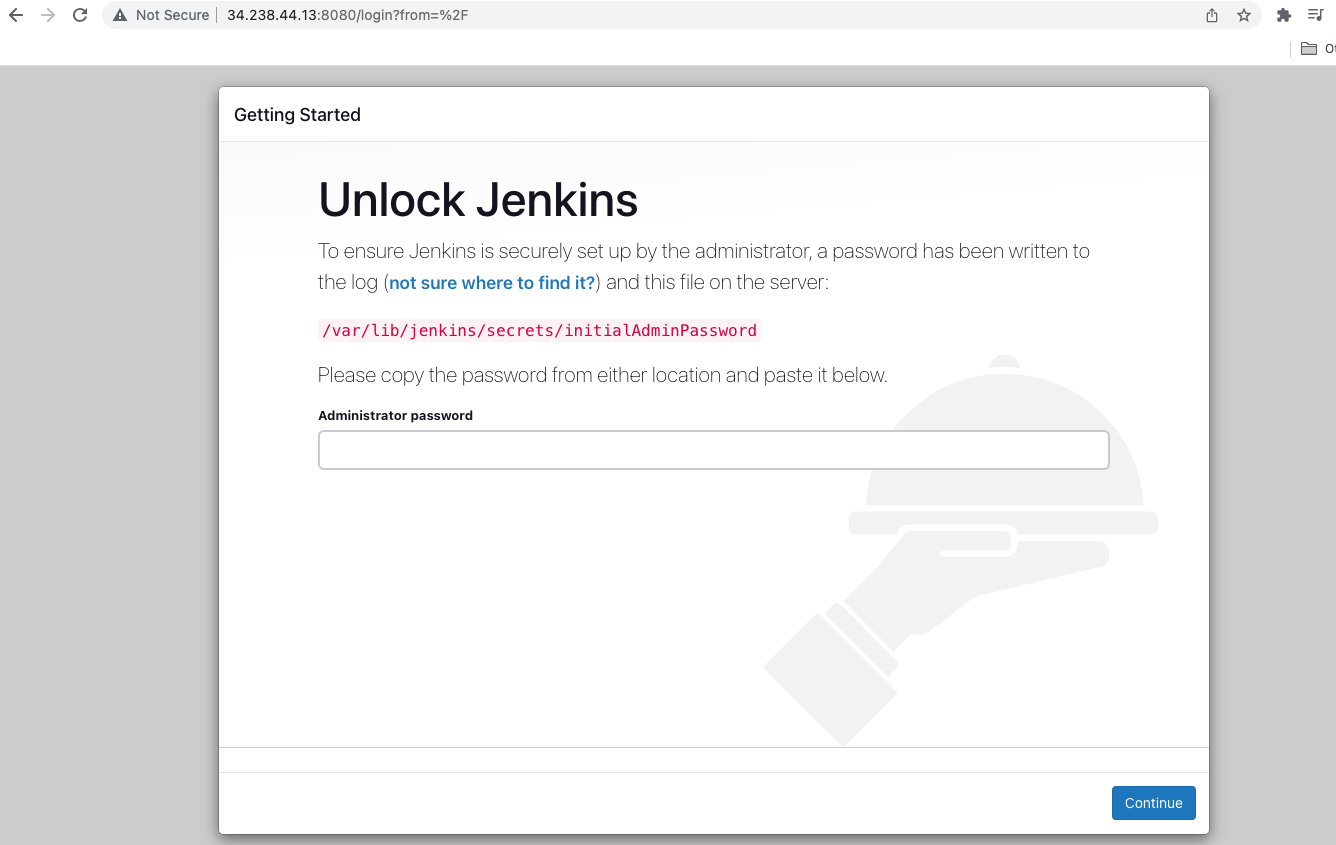 Not Secure 34.238.44.13:8080/login?from=%2F
Getting Started
Unlock Jenkins
To ensure Jenkins is securely set up by the administrator, a password has been written to
the log (not sure where to find it?) and this file on the server:
/var/lib/jenkins/secrets/initialAdminPassword
Please copy the password from either location and paste it below.
Administrator password
Continue